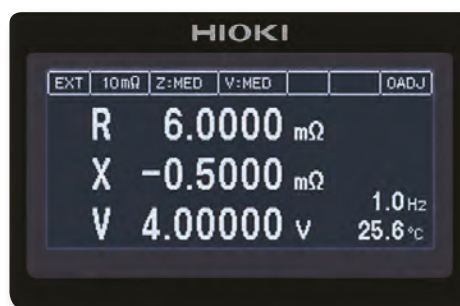 HIOKI
EXT 10mΩ Z:MED V:MED 0ADJ
R 6.0000 mΩ
X -0.5000 mΩ
V 4.00000 V
1.0Hz
25.6°C